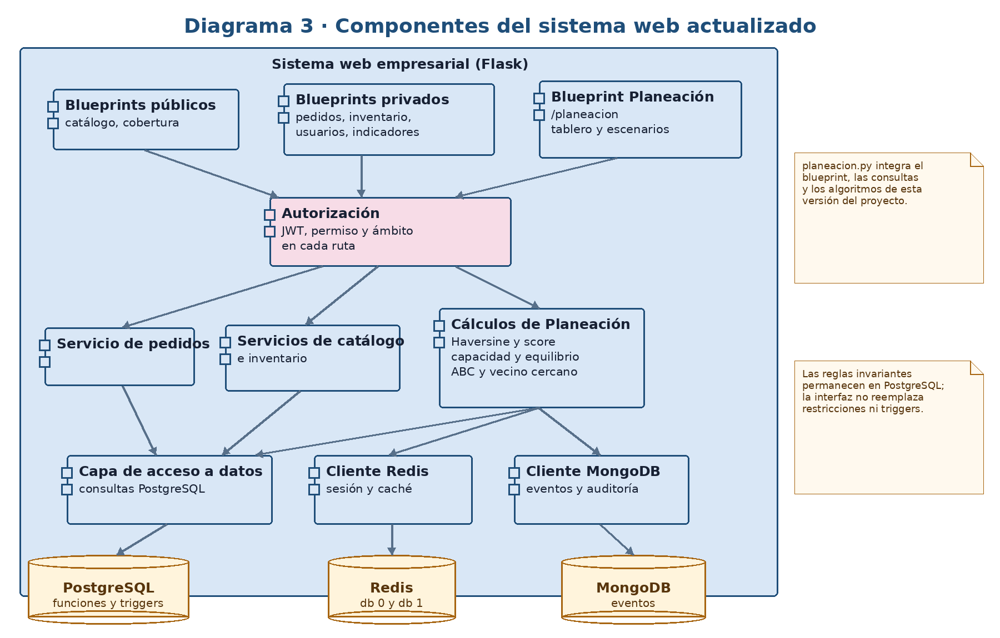 Diagrama 3 · Componentes del sistema web actualizado
Sistema web empresarial (Flask)
Blueprints públicos
catálogo, cobertura
Blueprints privados
pedidos, inventario,
usuarios, indicadores
Blueprint Planeación
/planeacion
tablero y escenarios
planeacion.py integra el
blueprint, las consultas
y los algoritmos de esta
versión del proyecto.
Autorización
JWT, permiso y ámbito
en cada ruta
Servicio de pedidos
Servicios de catálogo
e inventario
Cálculos de Planeación
Haversine y score
capacidad y equilibrio
ABC y vecino cercano
Las reglas invariantes
permanecen en PostgreSQL;
la interfaz no reemplaza
restricciones ni triggers.
Capa de acceso a datos
consultas PostgreSQL
Cliente Redis
sesión y caché
Cliente MongoDB
eventos y auditoría
PostgreSQL
funciones y triggers
Redis
db 0 y db 1
MongoDB
eventos